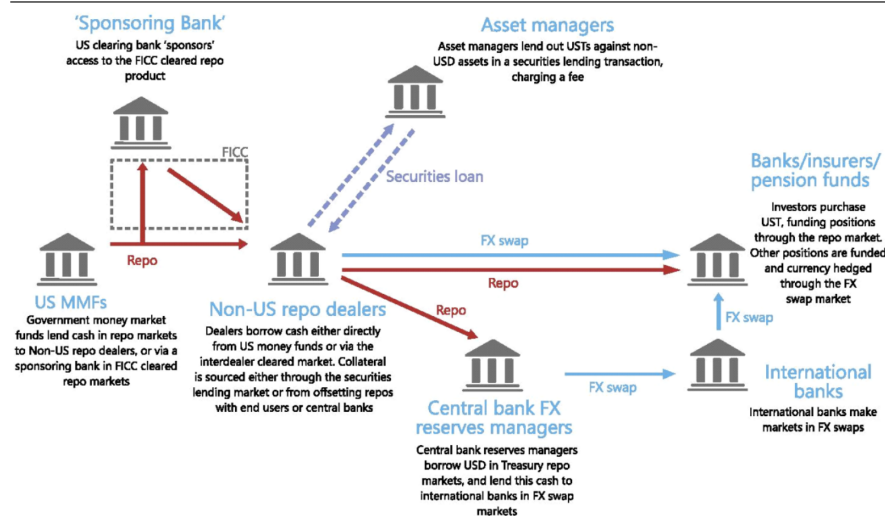 'Sponsoring Bank'
US clearing bank 'sponsors'
access to the FICC cleared repo
product
Asset managers
Asset managers lend out USTs against non-
USD assets in a securities lending transaction,
charging a fee
FICC
Securities loan
Banks/insurers/
pension funds
Investors purchase
UST, funding positions
through the repo market.
Other positions are funded
and currency hedged
through the FX
swap market
Repo
FX swap
Repo
Repo
US MMFs
Government money market
funds lend cash in repo markets
to Non-US repo dealers, or via a
sponsoring bank in FICC cleared
repo markets
Non-US repo dealers
Dealers borrow cash either directly
from US money funds or via the
interdealer cleared market. Collateral
is sourced either through the securities
lending market or from offsetting repos
with end users or central banks
FX swap
FX swap
Central bank FX
reserves managers
Central bank reserves managers
borrow USD in Treasury repo
markets, and lend this cash to
international banks in FX swap
markets
International
banks
International banks make
markets in FX swaps